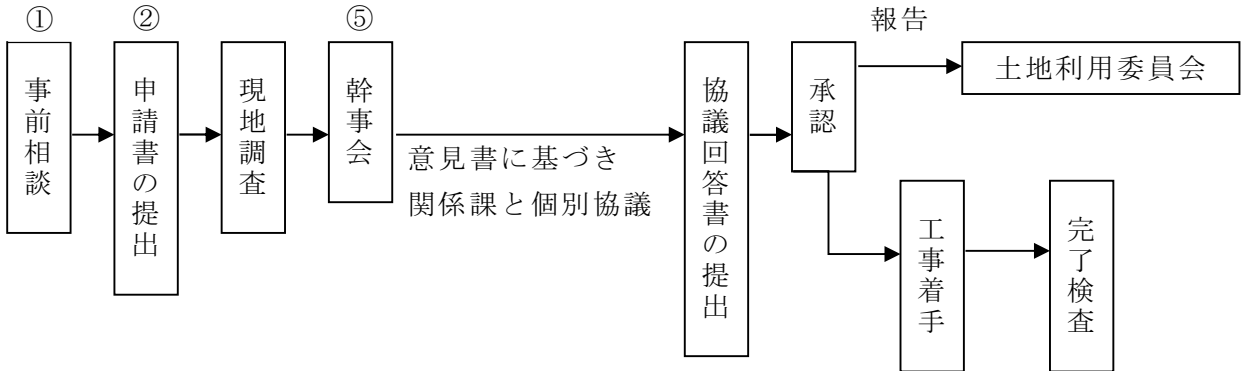 ①
事前相談
②
申請書の提出
現地調査
⑤
幹事会
意見書に基づき
関係課と個別協議
協議回答書の提出
承認
報告
土地利用委員会
工事着手
完了検査